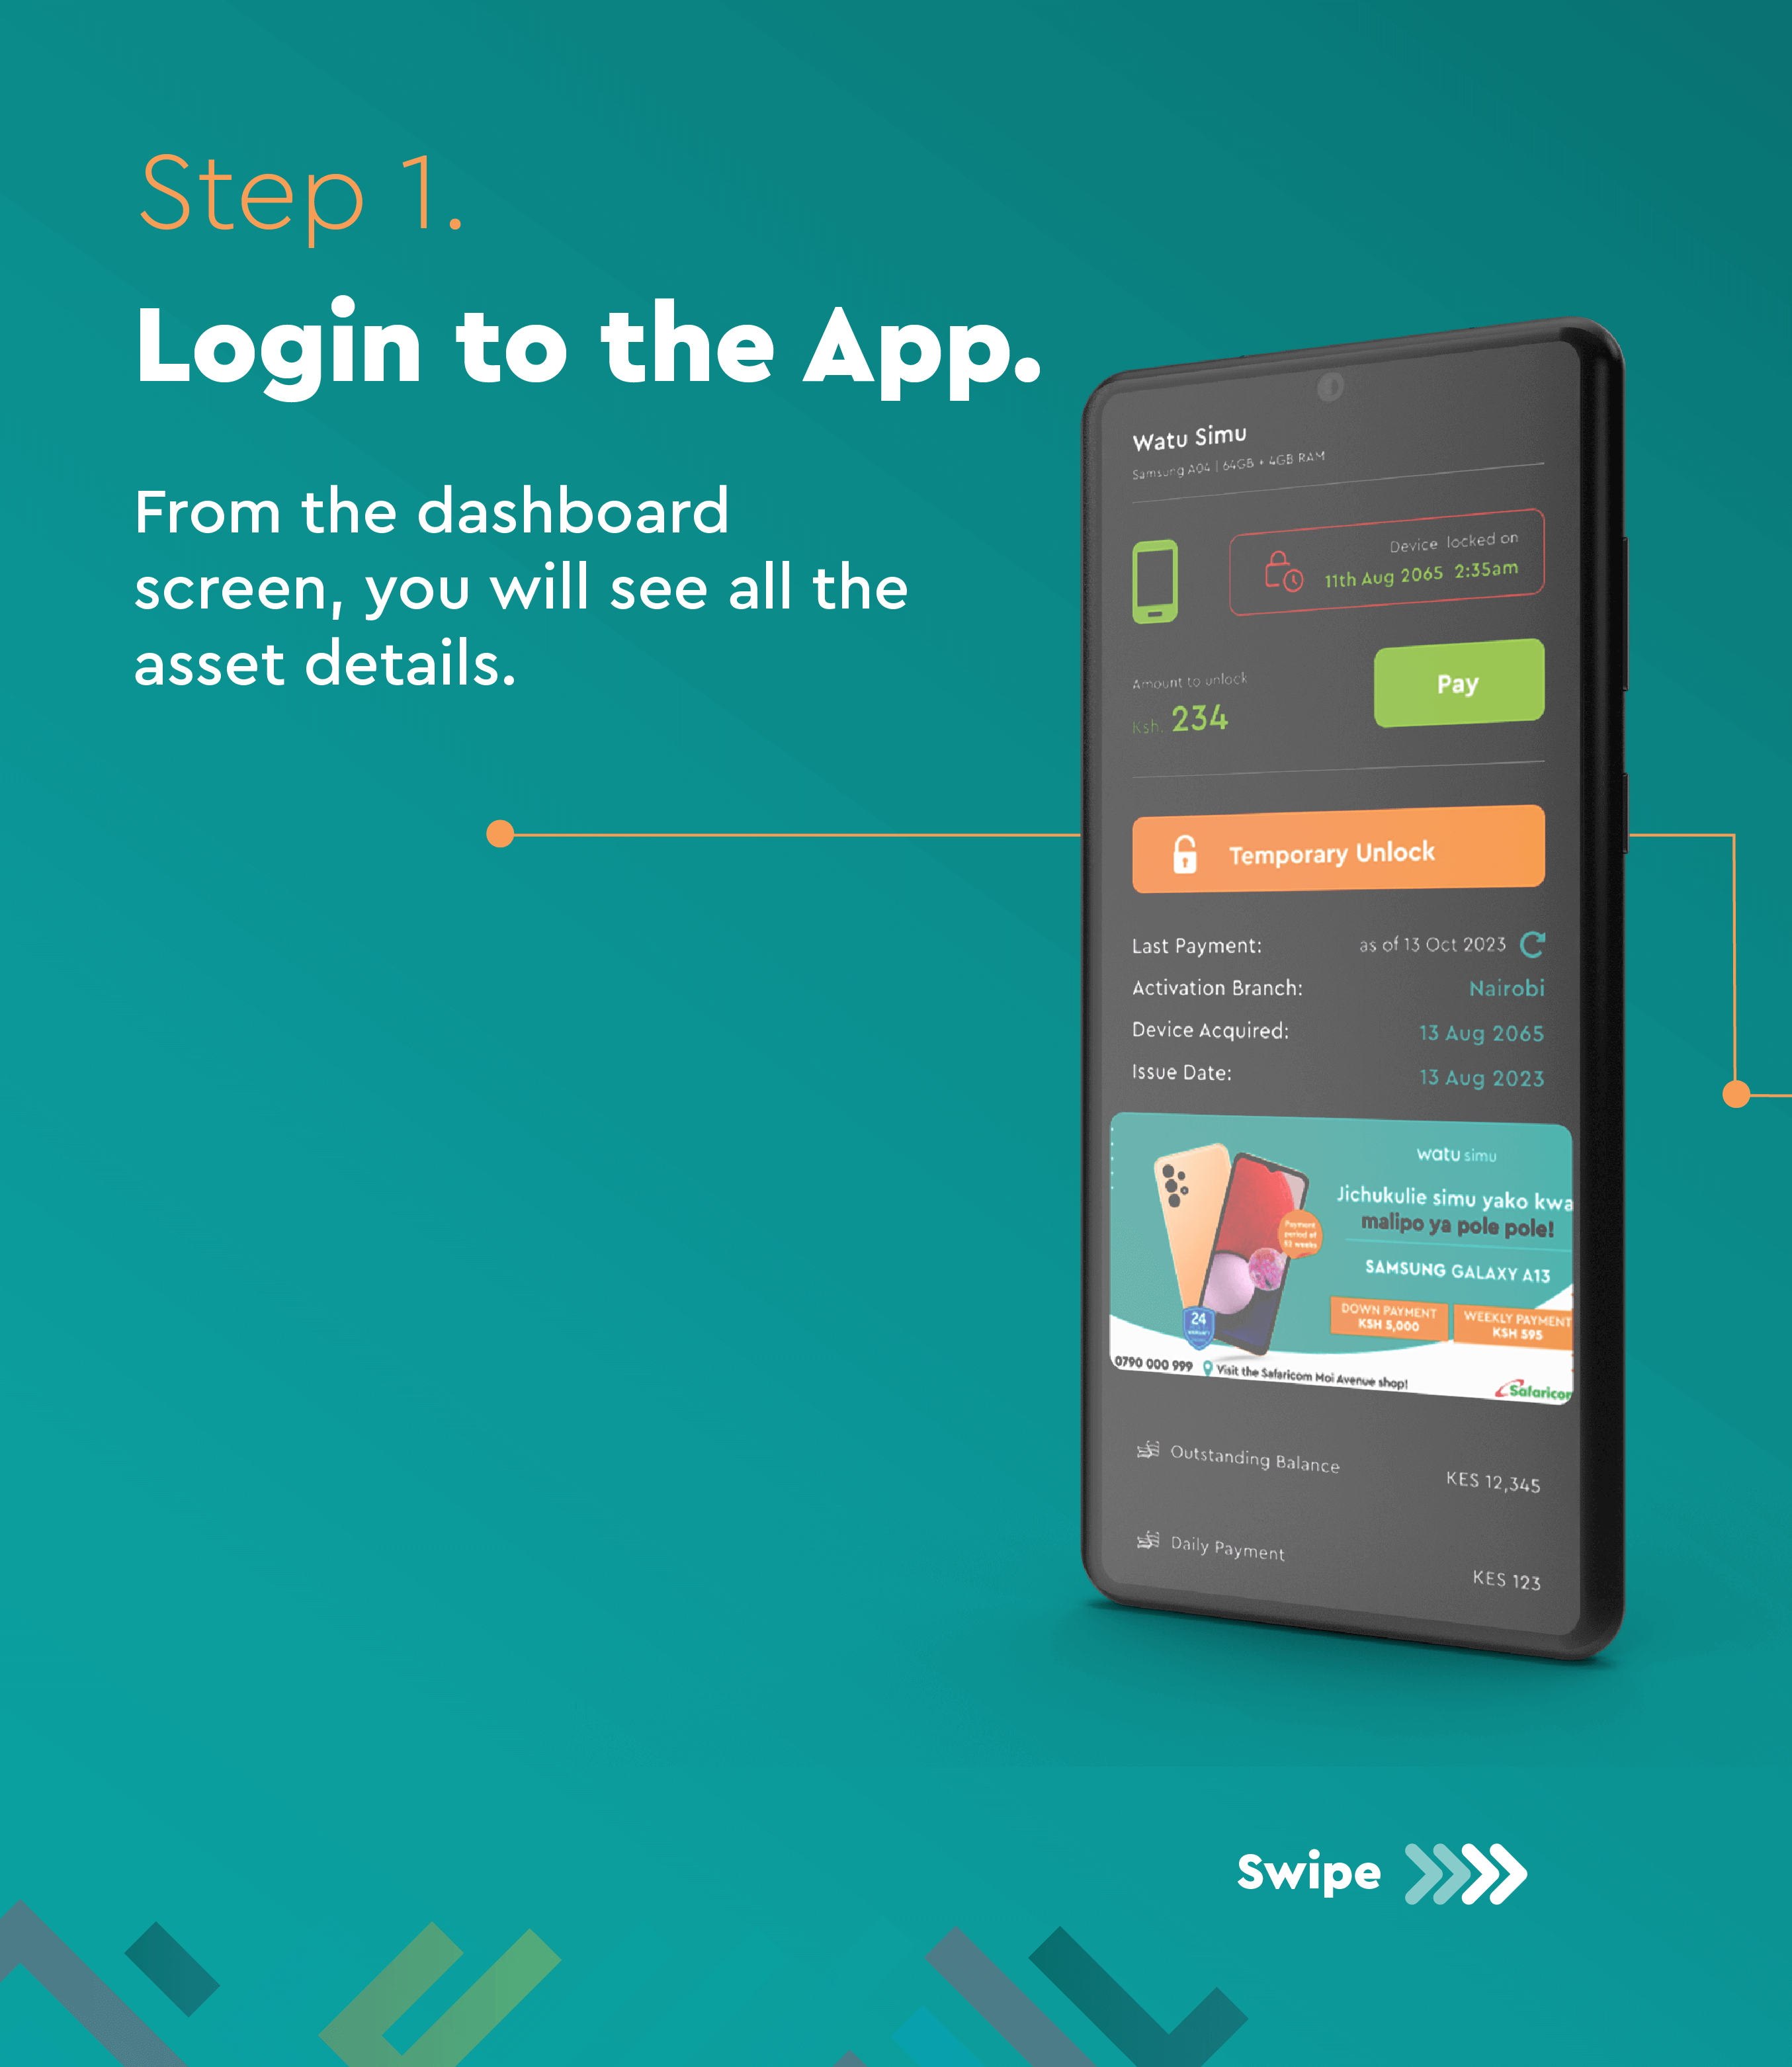 Step 1.
Login to the App.
From the dashboard
screen, you will see all the
asset details.
Watu Simu
Samsung A04 | 64GB + 4GB RAM
Device locked on
11th Aug 2065 2:35am
Amount to unlock
Ksh. 234
Pay
Temporary Unlock
Last Payment: as of 13 Oct 2023
Activation Branch: Nairobi
Device Acquired: 13 Aug 2065
Issue Date: 13 Aug 2023
watu simu
Jichukulie simu yako kwa
malipo ya pole pole!
Payment
period of
weeks
SAMSUNG GALAXY A13
DOWN PAYMENT
KSH 5,000
WEEKLY PAYMENT
KSH 595
24
0790 000 999
Visit the Safaricom Moi Avenue shop!
Safaricom
Outstanding Balance KES 12,345
Daily Payment KES 123
Swipe